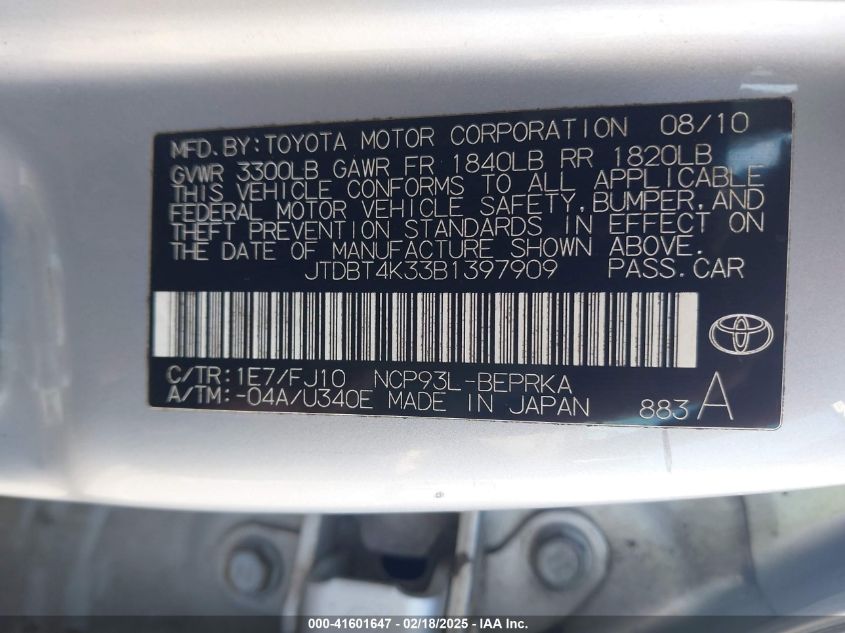 MFD. BY: TOYOTA MOTOR CORPORATION 08/10
GVWR 3300LB GAWR FR 1840LB RR 1820LB
THIS VEHICLE CONFORMS TO ALL APPLICABLE
FEDERAL MOTOR VEHICLE SAFETY, BUMPER, AND
THEFT PREVENTION STANDARDS IN EFFECT ON
THE DATE OF MANUFACTURE SHOWN ABOVE.
JTDBT4K33B1397909 PASS. CAR
C/TR: 1E7/FJ10 NCP93L-BEPRKA
A/TM: -04A/U340E MADE IN JAPAN 883 A
000-41601647 / 02/18/2025 - IAA Inc.